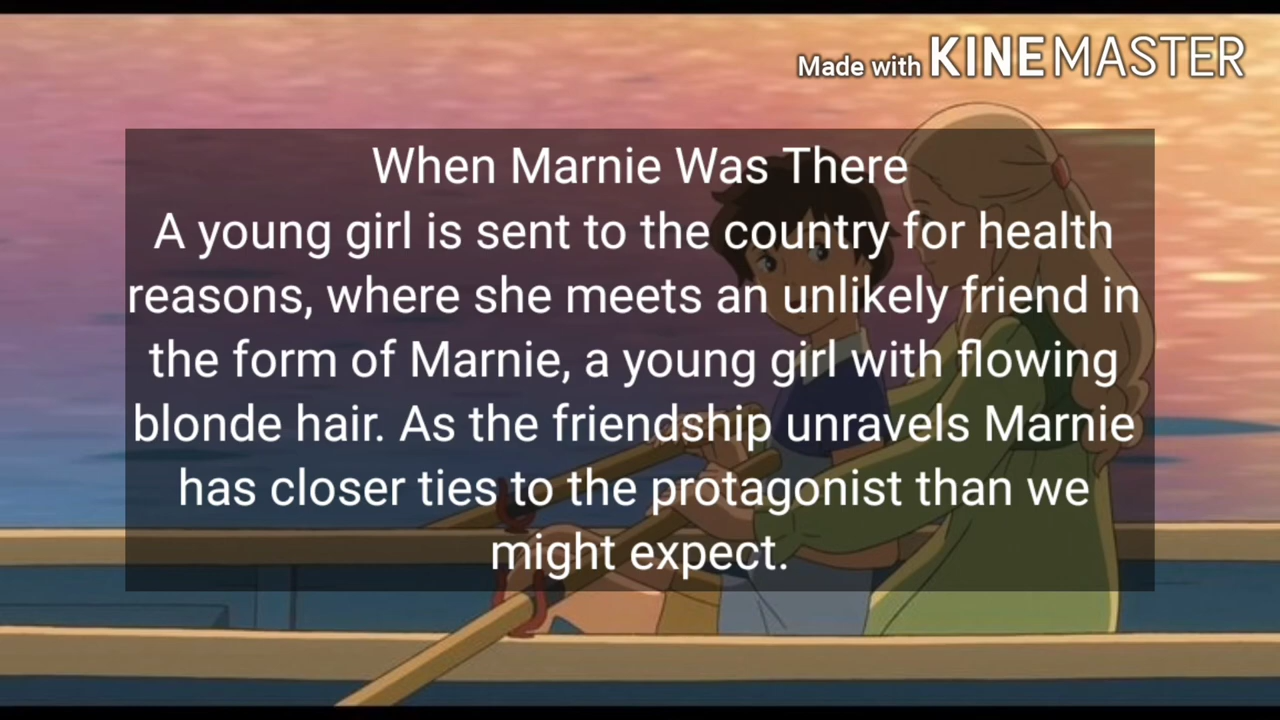 Made with KINEMASTER
When Marnie Was There
A young girl is sent to the country for health
reasons, where she meets an unlikely friend in
the form of Marnie, a young girl with flowing
blonde hair. As the friendship unravels Marnie
has closer ties to the protagonist than we
might expect.